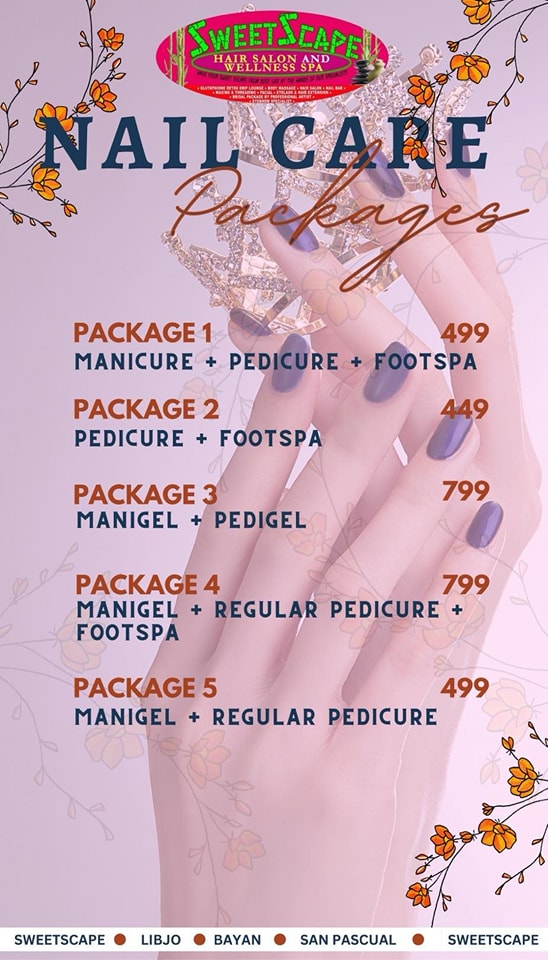 SWEETSCAPE
HAIR SALON AND
WELLNESS SPA
NAIL CARE
Packages
PACKAGE 1 499
MANICURE + PEDICURE + FOOTSPA
PACKAGE 2 449
PEDICURE + FOOTSPA
PACKAGE 3 799
MANIGEL + PEDIGEL
PACKAGE 4 799
MANIGEL + REGULAR PEDICURE +
FOOTSPA
PACKAGE 5 499
MANIGEL + REGULAR PEDICURE
SWEETSCAPE ● LIBJO ● BAYAN ● SAN PASCUAL ● SWEETSCAPE